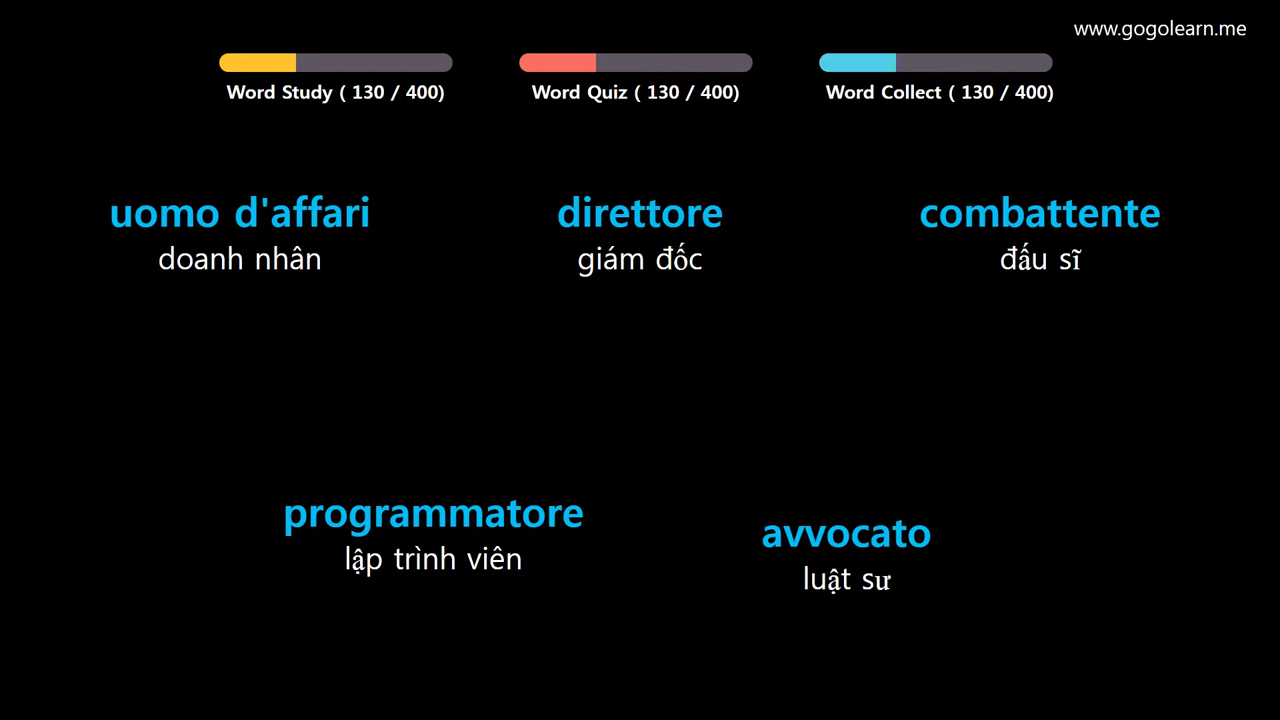 www.gogolearn.me
Word Study ( 130 / 400)
Word Quiz ( 130 / 400)
Word Collect ( 130 / 400)
uomo d'affari
doanh nhân
direttore
giám đốc
combattente
đấu sĩ
programmatore
lập trình viên
avvocato
luật sư